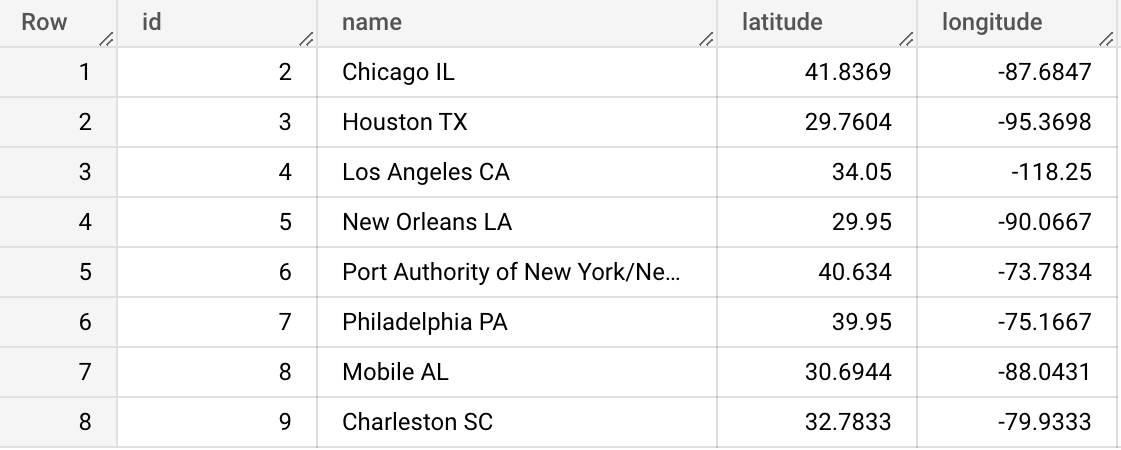 Row id name latitude longitude
1 2 Chicago IL 41.8369 -87.6847
2 3 Houston TX 29.7604 -95.3698
3 4 Los Angeles CA 34.05 -118.25
4 5 New Orleans LA 29.95 -90.0667
5 6 Port Authority of New York/Ne... 40.634 -73.7834
6 7 Philadelphia PA 39.95 -75.1667
7 8 Mobile AL 30.6944 -88.0431
8 9 Charleston SC 32.7833 -79.9333